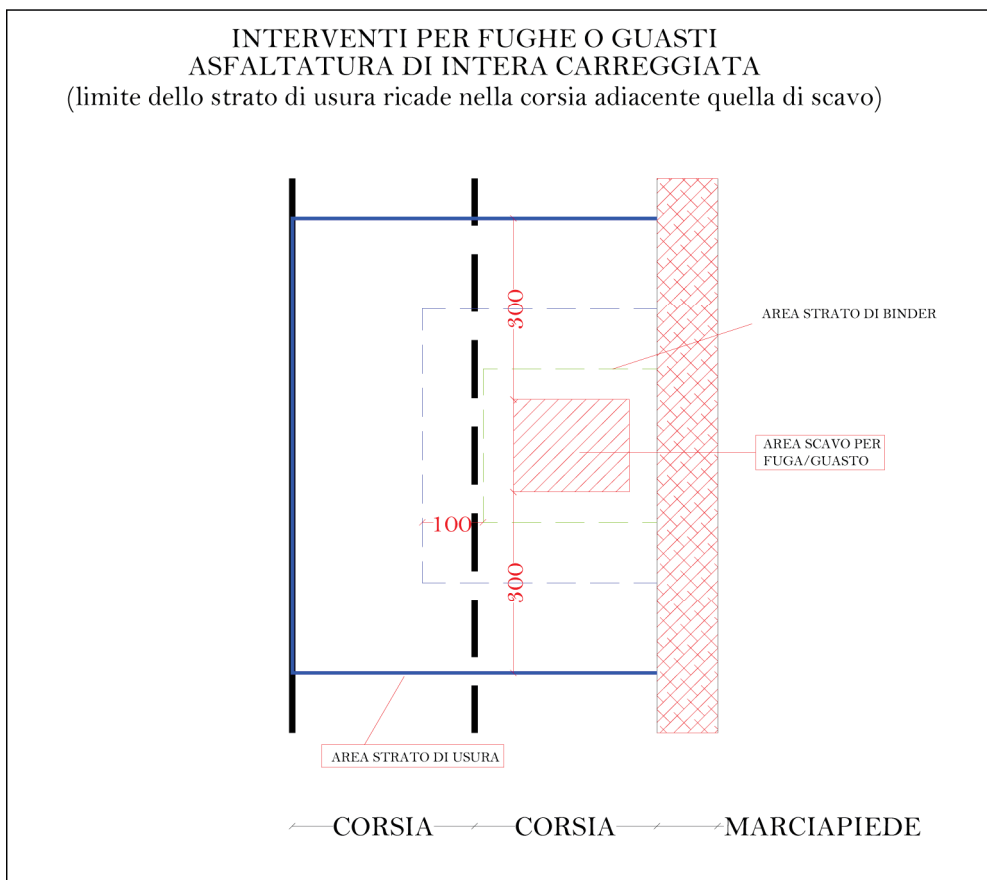 INTERVENTI PER FUGHE O GUASTI
ASFALTATURA DI INTERA CARREGGIATA
(limite dello strato di usura ricade nella corsia adiacente quella di scavo)
300
AREA STRATO DI BINDER
AREA SCAVO PER
FUGA/GUASTO
100
300
AREA STRATO DI USURA
CORSIA CORSIA MARCIAPIEDE